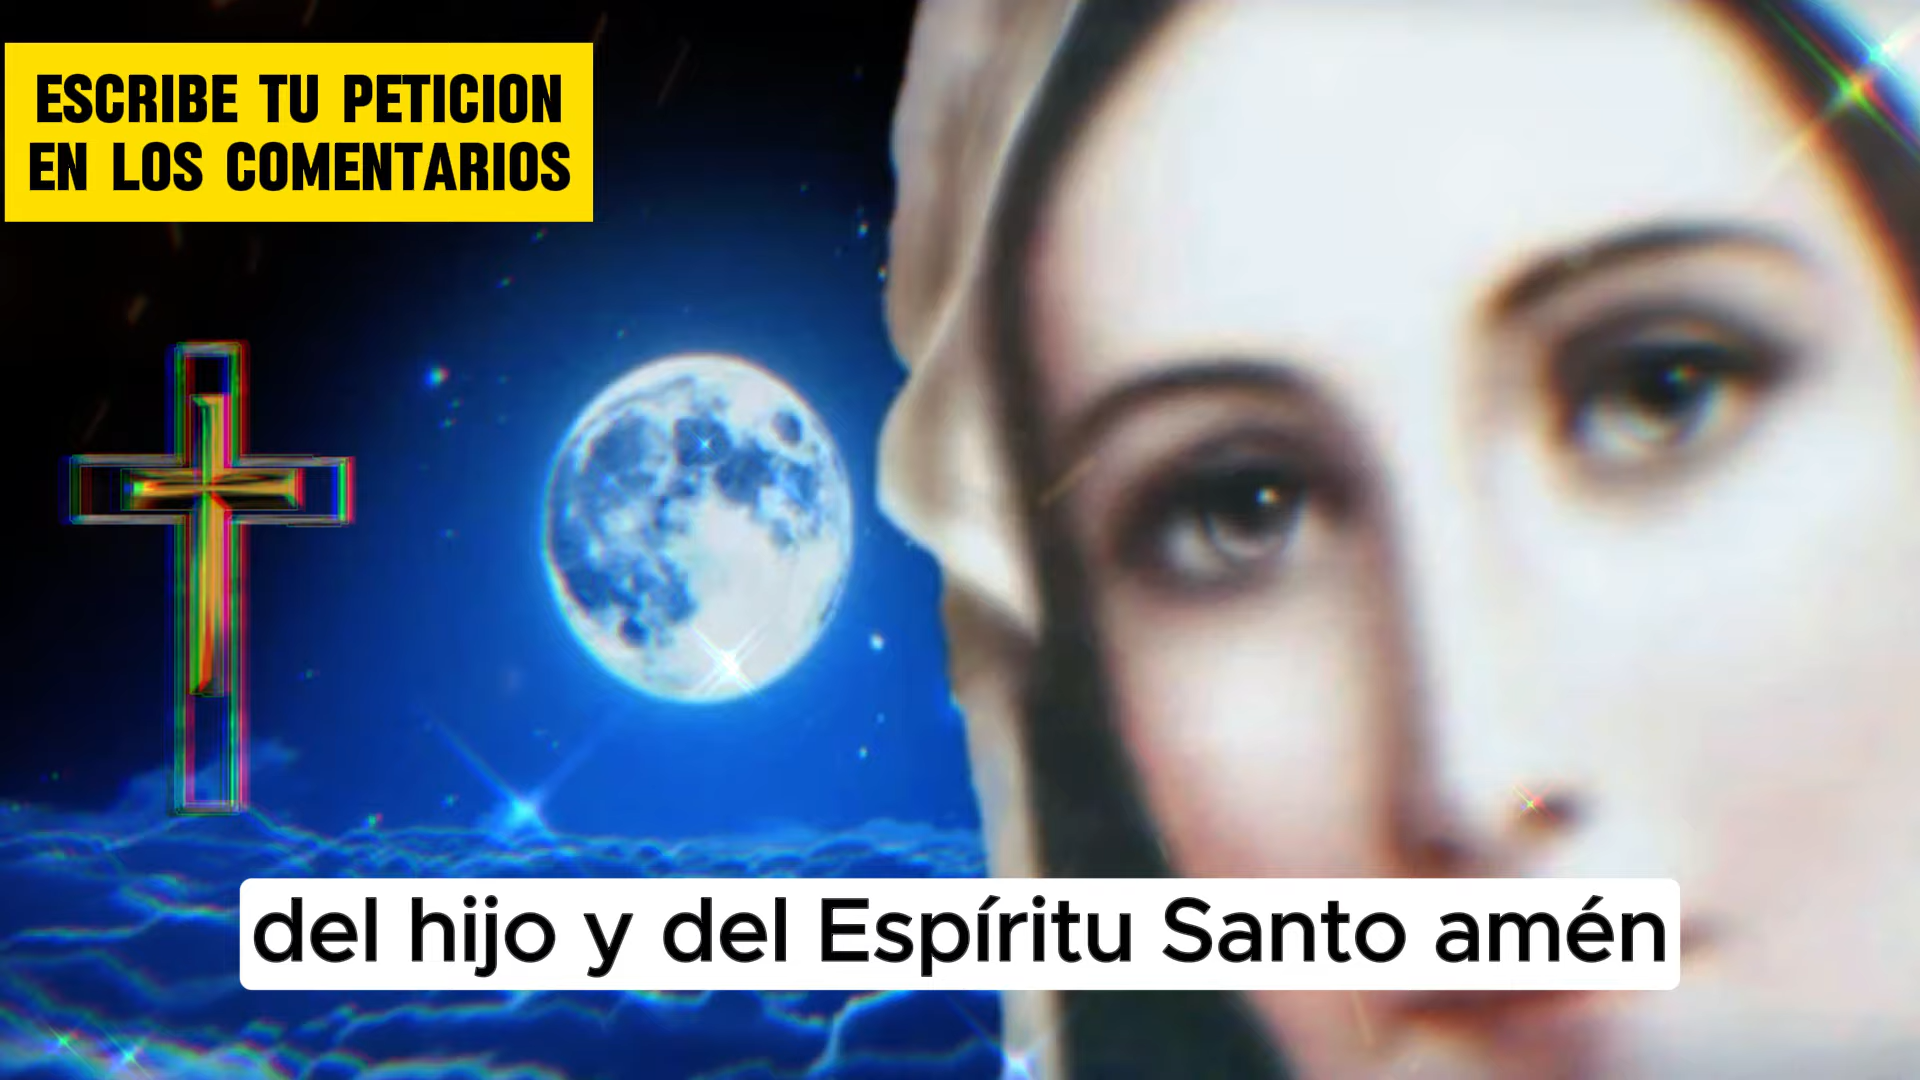 ESCRIBE TU PETICION
EN LOS COMENTARIOS
del hijo y del Espíritu Santo amén